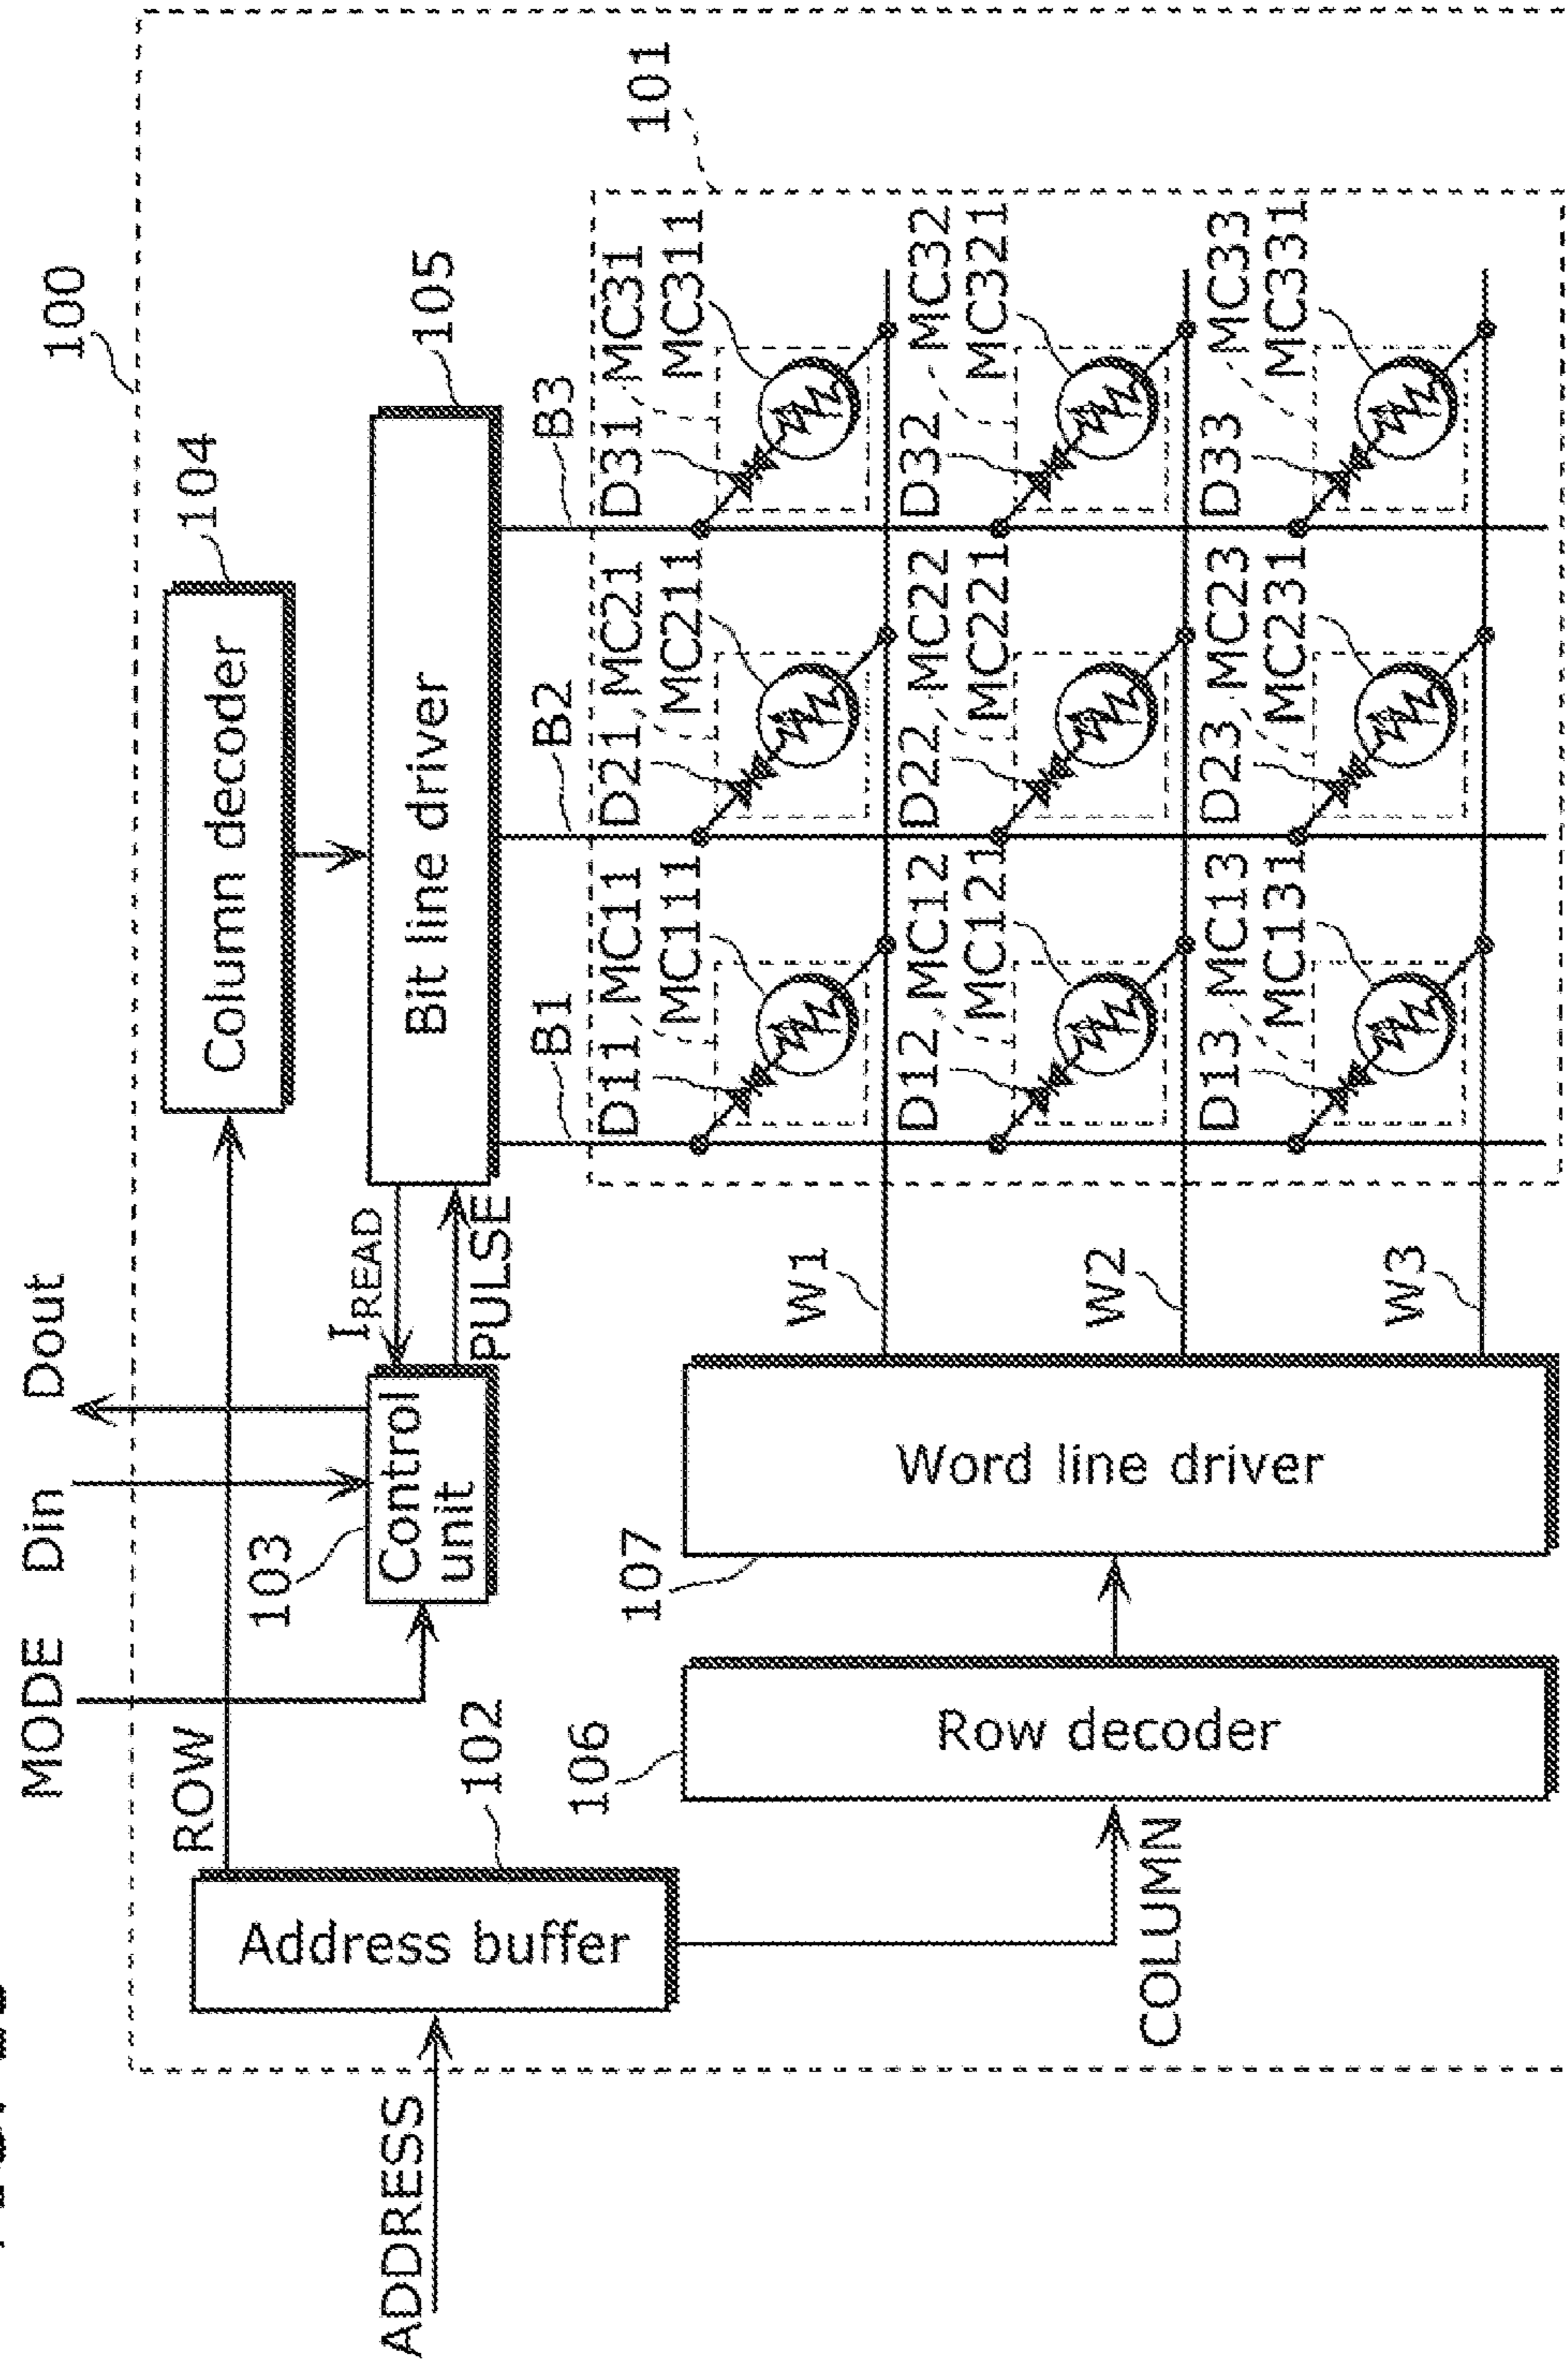 100
MODE Din Dout
ROW
104
Column decoder
ADDRESS
Address buffer
102
103
Control
unit
I READ
PULSE
Bit line driver
105
COLUMN
106
Row decoder
107
Word line driver
B1 B2 B3
101
D11 MC11 D21 MC21 D31 MC31
MC111 MC211 MC311
W1
D12 MC12 D22 MC22 D32 MC32
MC121 MC221 MC321
W2
D13 MC13 D23 MC23 D33 MC33
MC131 MC231 MC331
W3